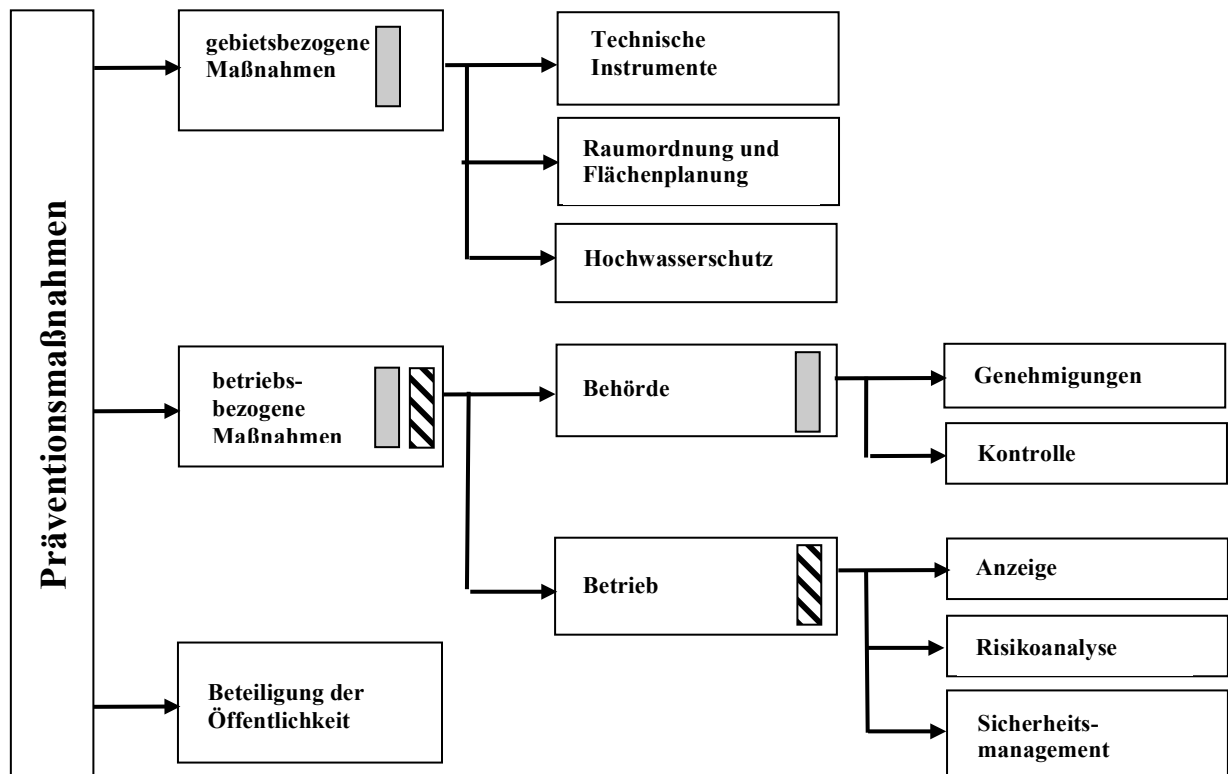 Präventionsmaßnahmen
gebietsbezogene
Maßnahmen
Technische
Instrumente
Raumordnung und
Flächenplanung
Hochwasserschutz
betriebs-
bezogene
Maßnahmen
Behörde
Genehmigungen
Kontrolle
Betrieb
Anzeige
Risikoanalyse
Sicherheits-
management
Beteiligung der
Öffentlichkeit